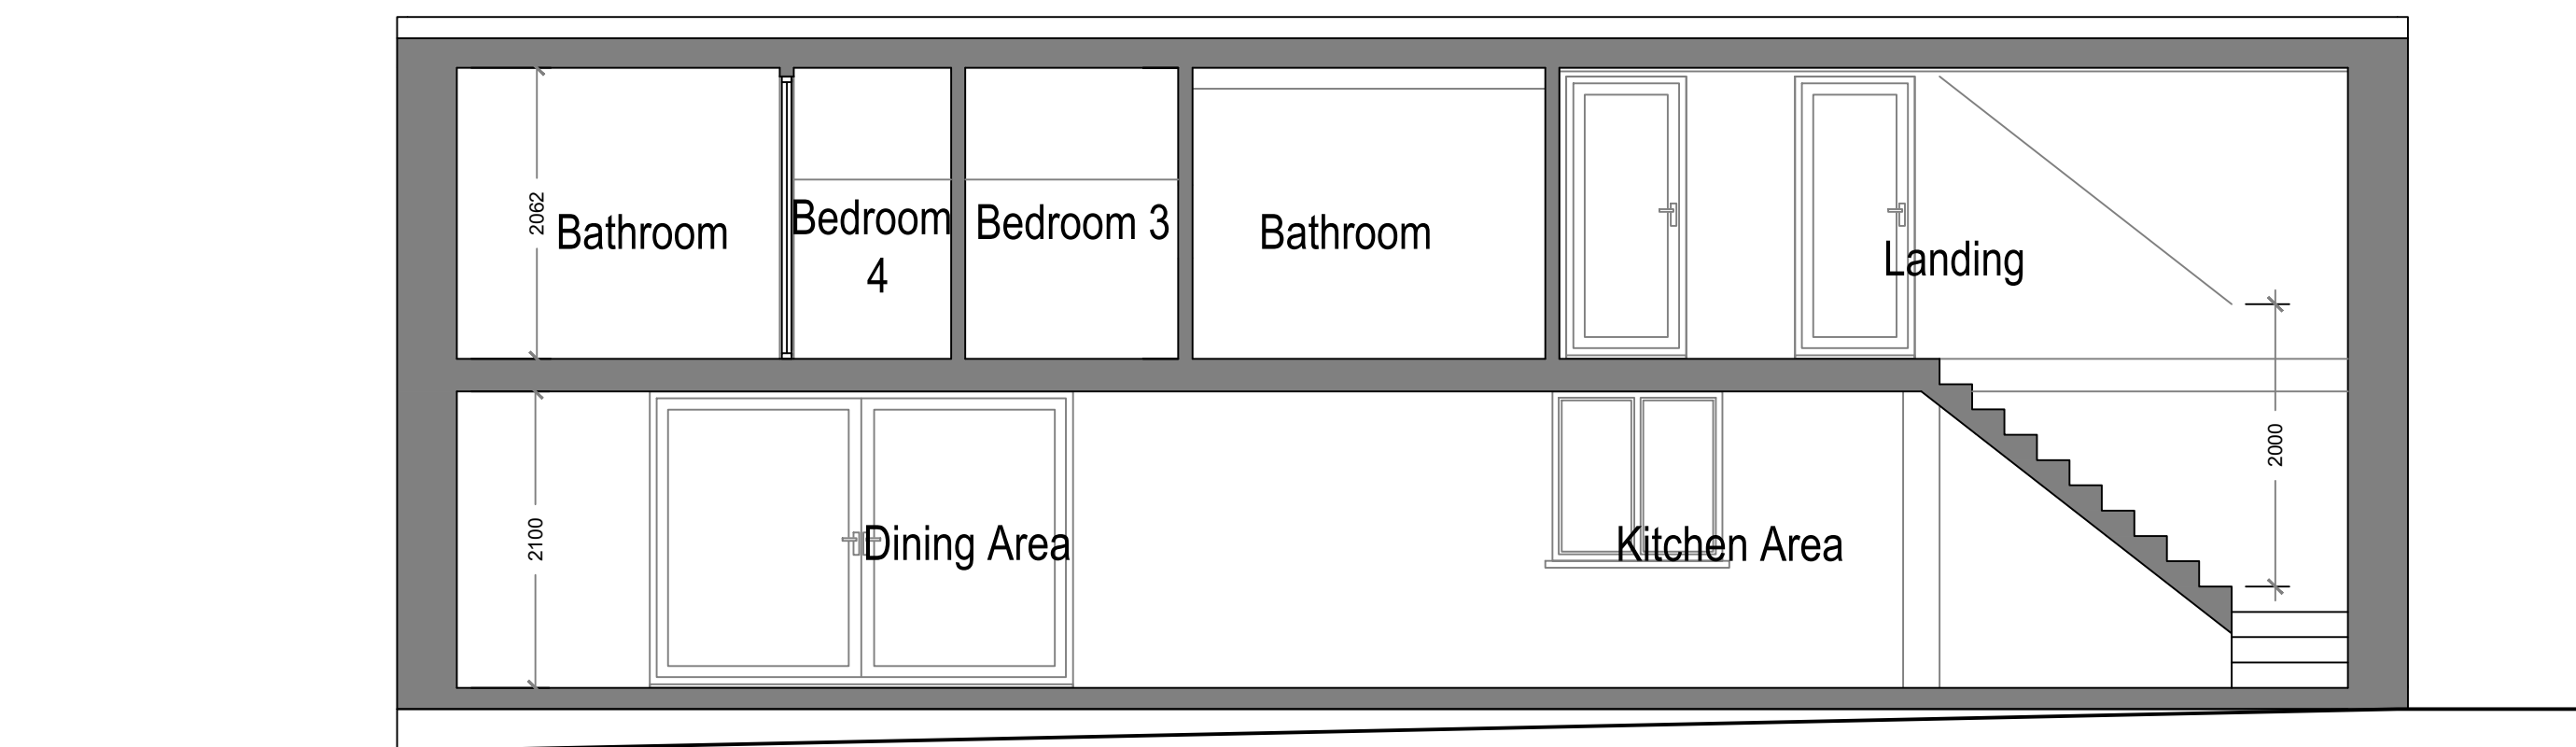 2062
Bathroom
Bedroom
4
Bedroom 3
Bathroom
Landing
2000
2100
Dining Area
Kitchen Area